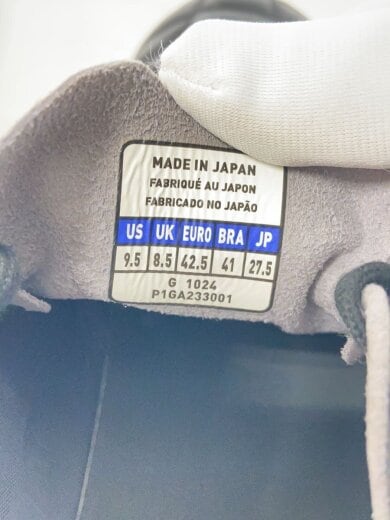 MADE IN JAPAN
FABRIQUÉ AU JAPON
FABRICADO NO JAPÃO
US UK EURO BRA JP
9.5 8.5 42.5 41 27.5
G 1024
P1GA233001